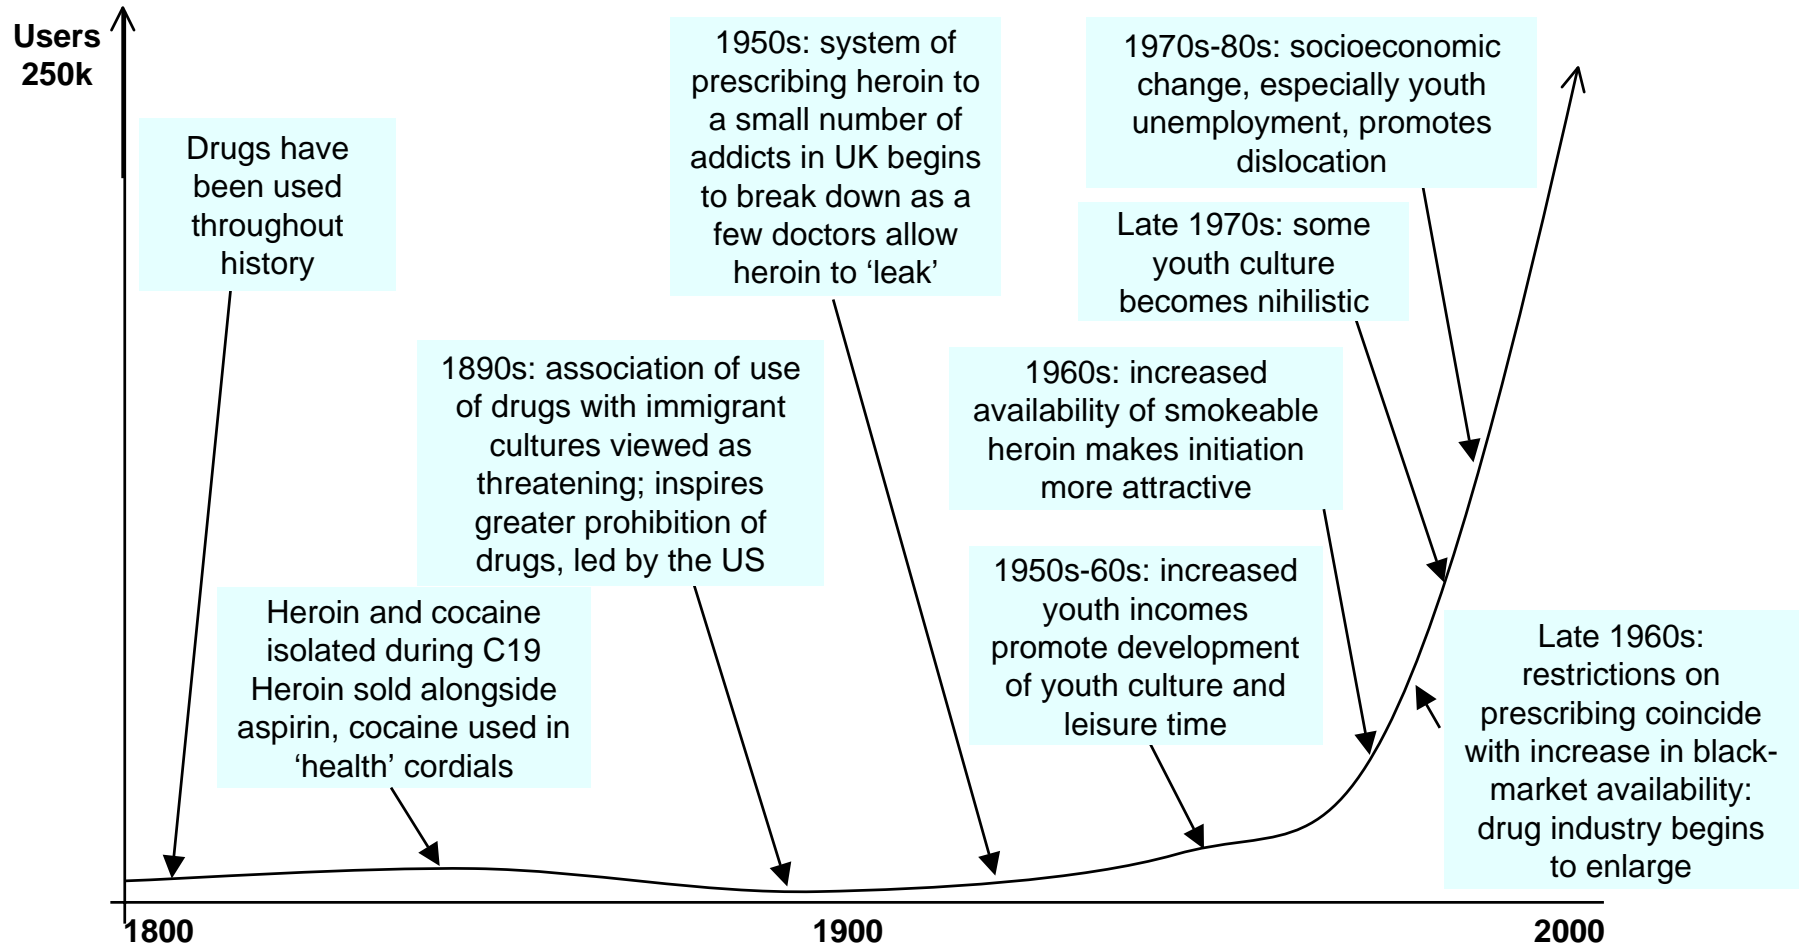 Users
250k
Drugs have
been used
throughout
history
Heroin and cocaine
isolated during C19
Heroin sold alongside
aspirin, cocaine used in
‘health’ cordials
1890s: association of use
of drugs with immigrant
cultures viewed as
threatening; inspires
greater prohibition of
drugs, led by the US
1950s: system of
prescribing heroin to
a small number of
addicts in UK begins
to break down as a
few doctors allow
heroin to ‘leak’
1950s-60s: increased
youth incomes
promote development
of youth culture and
leisure time
1960s: increased
availability of smokeable
heroin makes initiation
more attractive
Late 1970s: some
youth culture
becomes nihilistic
1970s-80s: socioeconomic
change, especially youth
unemployment, promotes
dislocation
Late 1960s:
restrictions on
prescribing coincide
with increase in black-
market availability:
drug industry begins
to enlarge
1800
1900
2000